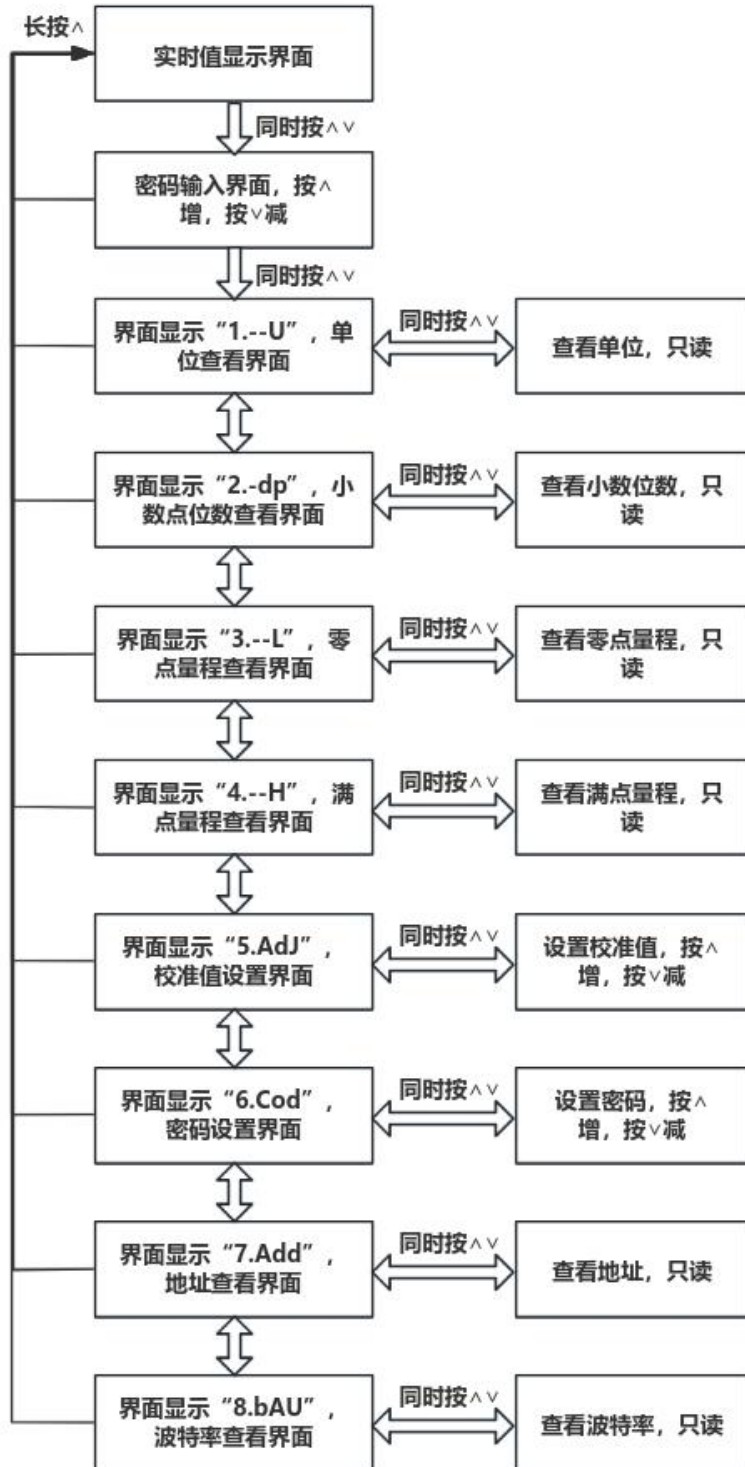 长按∧
实时值显示界面
同时按∧∨
密码输入界面，按∧
增，按∨减
同时按∧∨
界面显示“1.--U”，单
位查看界面
同时按∧∨
查看单位，只读
界面显示“2.-dp”，小
数点位数查看界面
同时按∧∨
查看小数位数，只
读
界面显示“3.--L”，零
点量程查看界面
同时按∧∨
查看零点量程，只
读
界面显示“4.--H”，满
点量程查看界面
同时按∧∨
查看满点量程，只
读
界面显示“5.AdJ”，
校准值设置界面
同时按∧∨
设置校准值，按∧
增，按∨减
界面显示“6.Cod”，
密码设置界面
同时按∧∨
设置密码，按∧
增，按∨减
界面显示“7.Add”，
地址查看界面
同时按∧∨
查看地址，只读
界面显示“8.bAU”，
波特率查看界面
同时按∧∨
查看波特率，只读